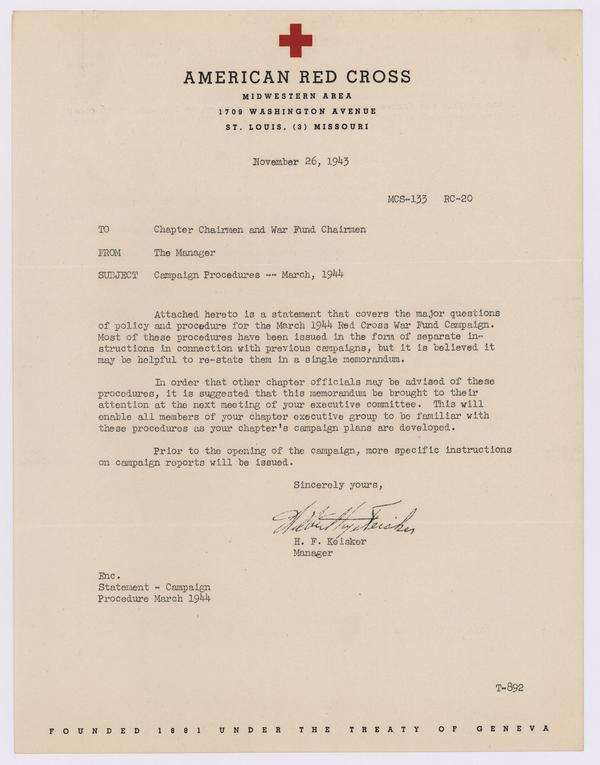 AMERICAN RED CROSS
MIDWESTERN AREA
1709 WASHINGTON AVENUE
ST. LOUIS, (3) MISSOURI
November 26, 1943
MCS-133 RC-20
TO Chapter Chairmen and War Fund Chairmen
FROM The Manager
SUBJECT Campaign Procedures -- March, 1944
Attached hereto is a statement that covers the major questions
of policy and procedure for the March 1944 Red Cross War Fund Campaign.
Most of these procedures have been issued in the form of separate in-
structions in connection with previous campaigns, but it is believed it
may be helpful to re-state them in a single memorandum.
In order that other chapter officials may be advised of these
procedures, it is suggested that this memorandum be brought to their
attention at the next meeting of your executive committee. This will
enable all members of your chapter executive group to be familiar with
these procedures as your chapter's campaign plans are developed.
Prior to the opening of the campaign, more specific instructions
on campaign reports will be issued.
Sincerely yours,
H. F. Keisker
Manager
Enc.
Statement - Campaign
Procedure March 1944
T-892
FOUNDED 1881 UNDER THE TREATY OF GENEVA